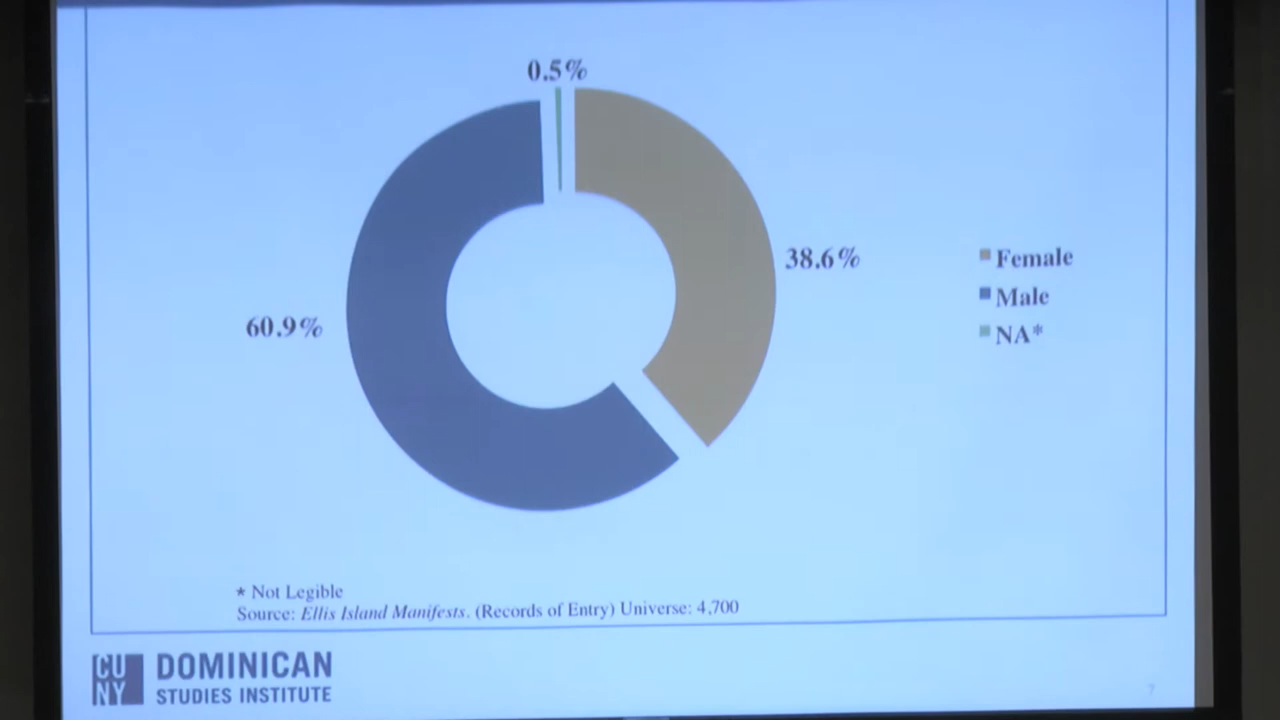 0.5%
38.6%
60.9%
Female
Male
NA*
* Not Legible
Source: Ellis Island Manifests. (Records of Entry) Universe: 4,700
CU
NY
DOMINICAN
STUDIES INSTITUTE
7